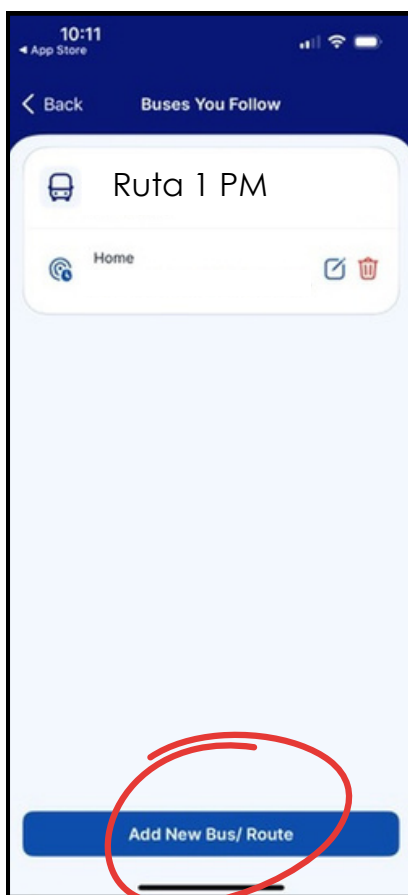 10:11
◀ App Store
Back Buses You Follow
Ruta 1 PM
Home
Add New Bus/ Route